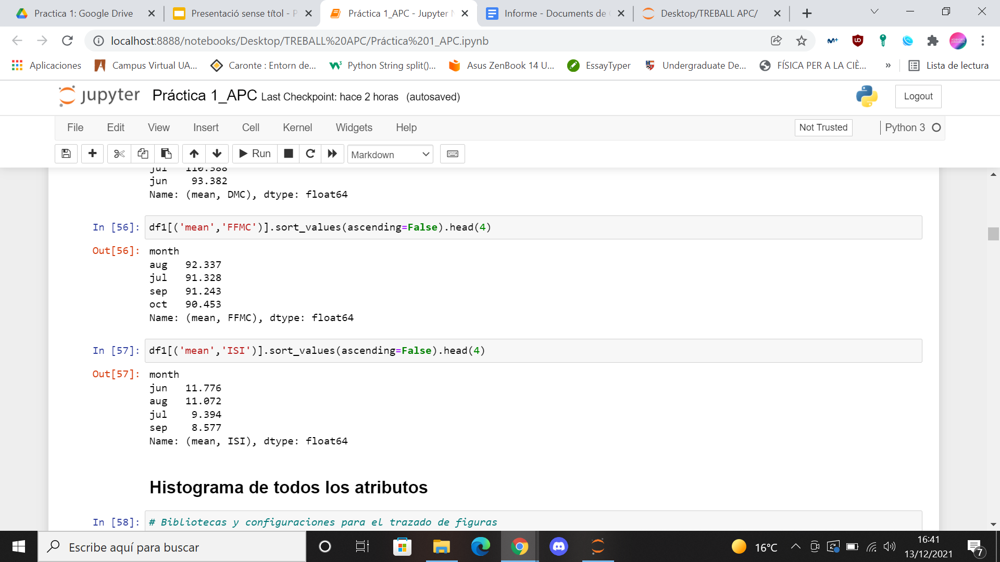 Practica 1: Google Drive
Presentació sense títol - P
Práctica 1_APC - Jupyter N
Informe - Documents de G
Desktop/TREBALL APC/
localhost:8888/notebooks/Desktop/TREBALL%20APC/Práctica%201_APC.ipynb
Aplicaciones
Campus Virtual UA...
Caronte : Entorn de...
Python String split()...
Asus ZenBook 14 U...
EssayTyper
Undergraduate De...
FÍSICA PER A LA CIÈ...
»
Lista de lectura
jupyter Práctica 1_APC Last Checkpoint: hace 2 horas (autosaved)
Logout
File Edit View Insert Cell Kernel Widgets Help
Not Trusted
Python 3
Run
Markdown
jul 110.388
jun 93.382
Name: (mean, DMC), dtype: float64
In [56]: df1[('mean','FFMC')].sort_values(ascending=False).head(4)
Out[56]: month
aug 92.337
jul 91.328
sep 91.243
oct 90.453
Name: (mean, FFMC), dtype: float64
In [57]: df1[('mean','ISI')].sort_values(ascending=False).head(4)
Out[57]: month
jun 11.776
aug 11.072
jul 9.394
sep 8.577
Name: (mean, ISI), dtype: float64
Histograma de todos los atributos
In [58]: # Bibliotecas y configuraciones para el trazado de figuras
Escribe aquí para buscar
16°C
16:41
13/12/2021
7